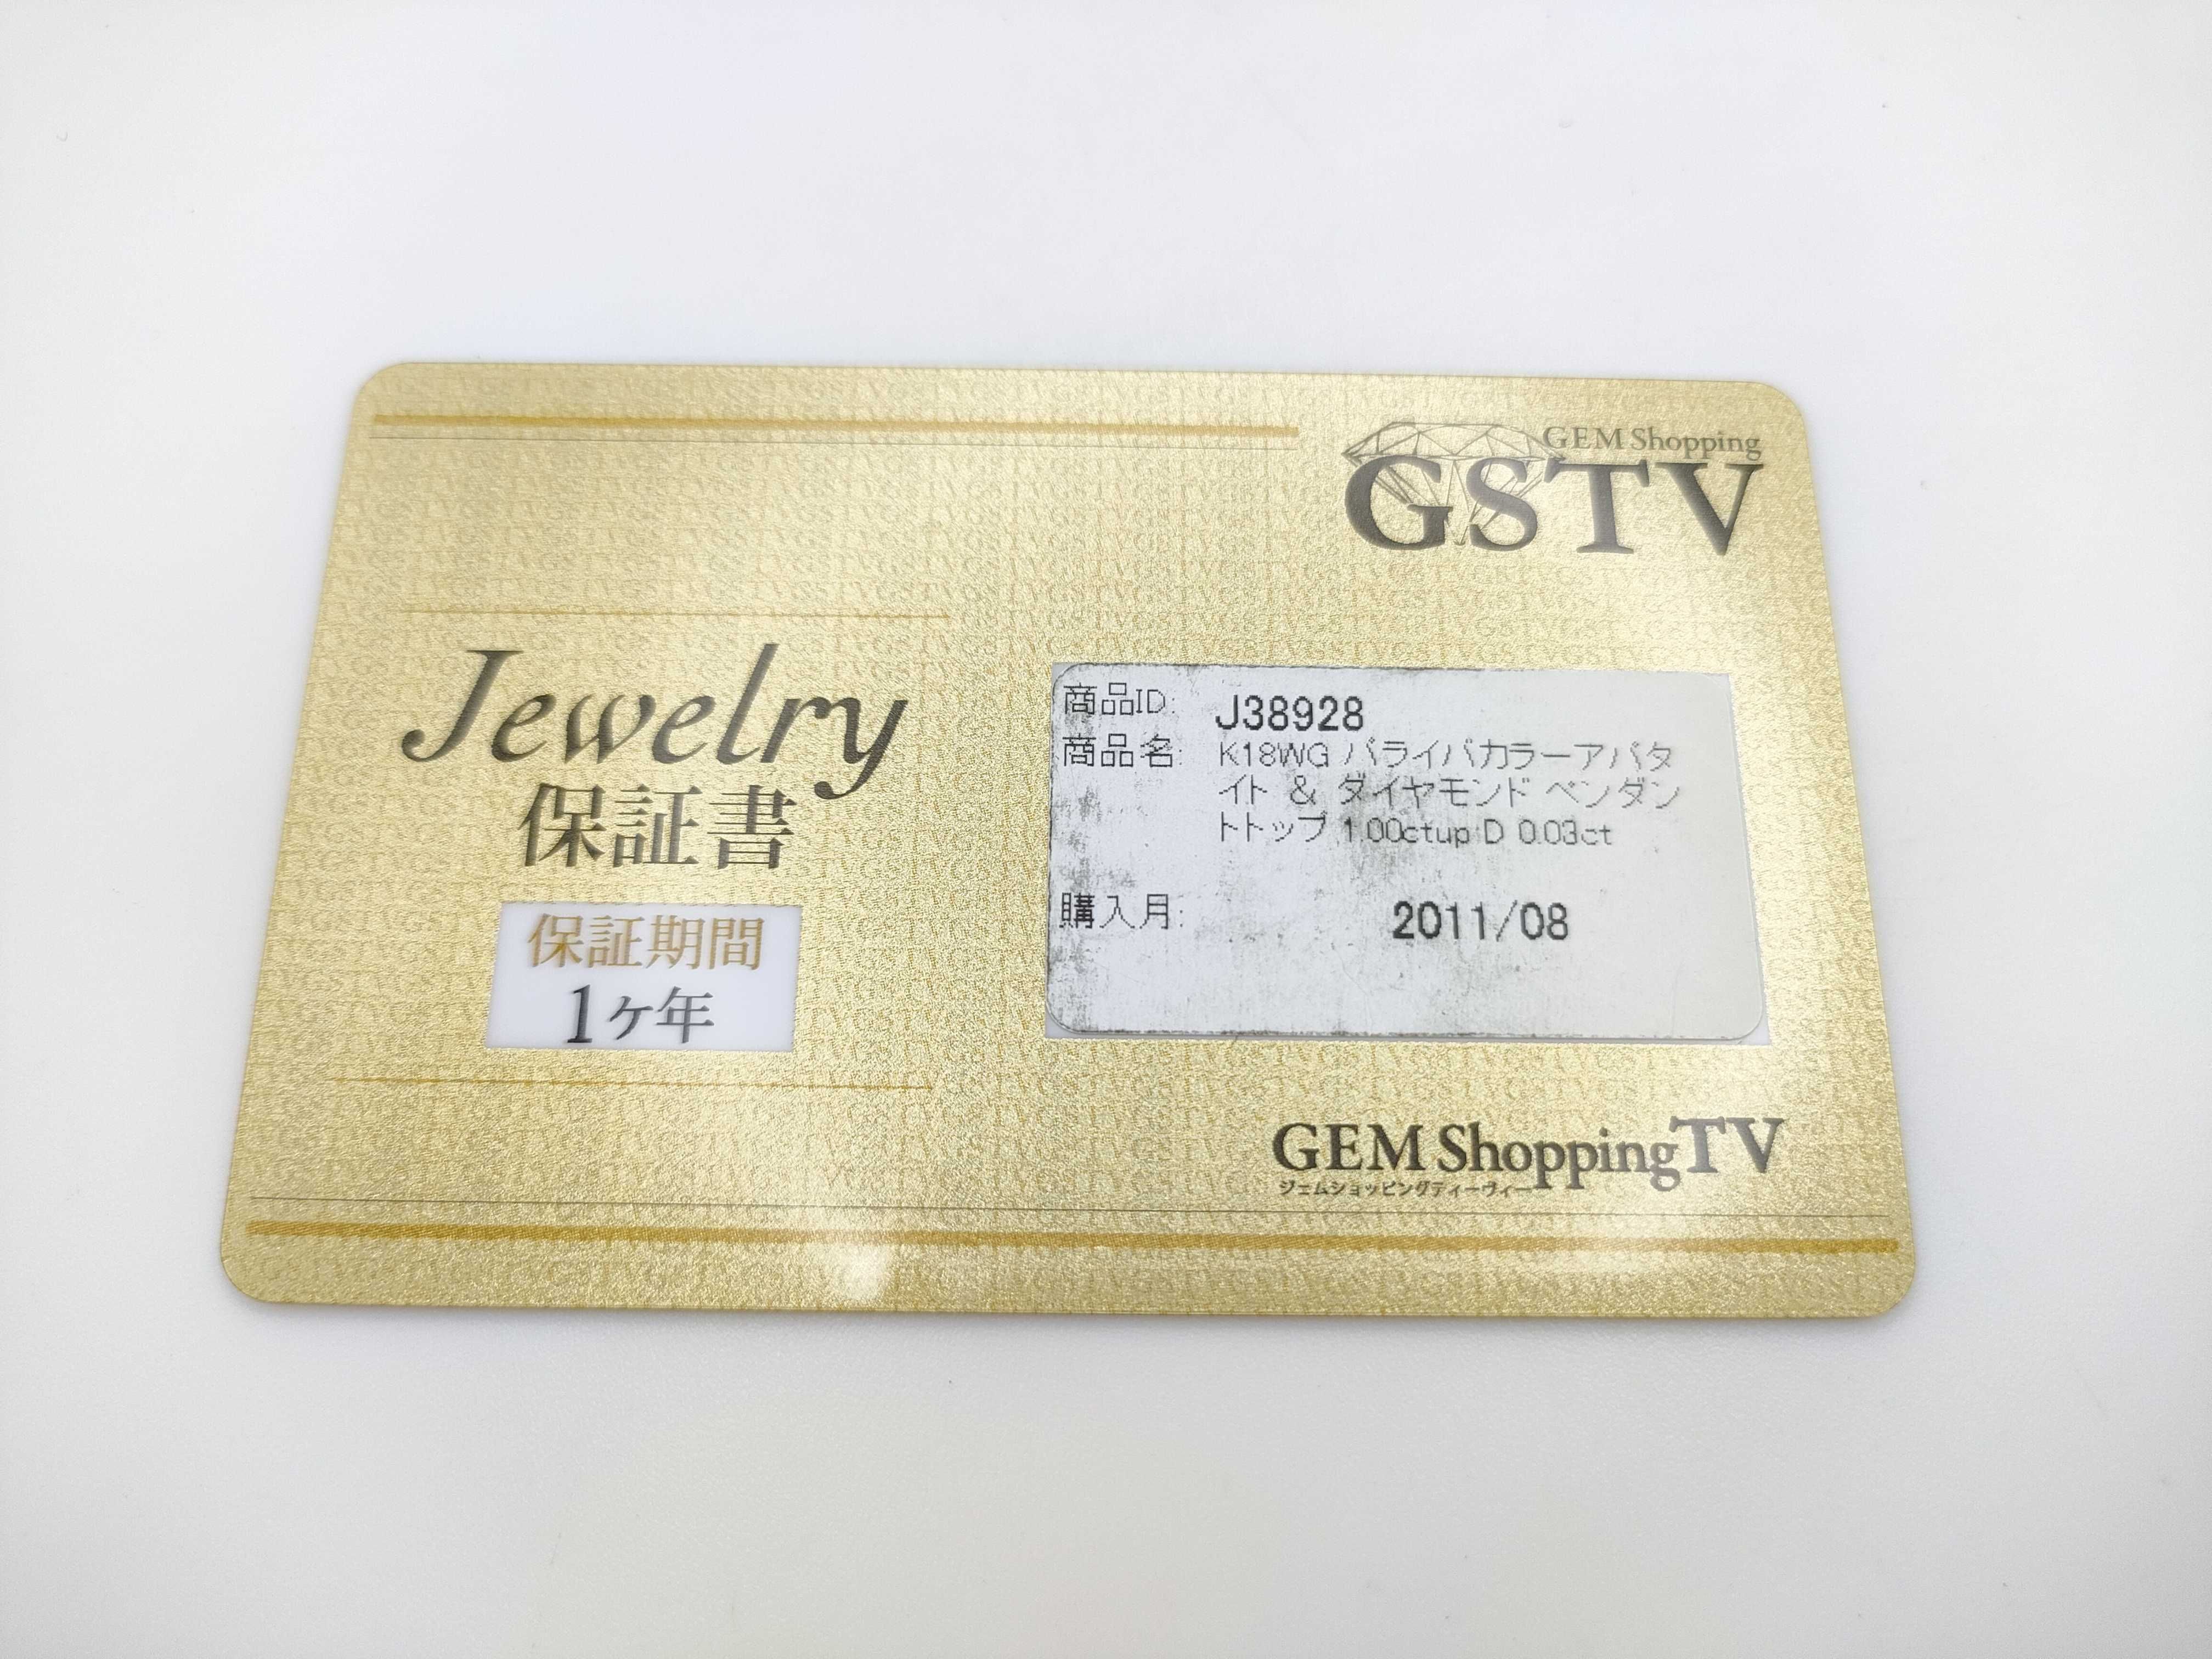 GEM Shopping
GSTV
Jewelry
保証書
保証期間
1ヶ年
商品ID: J38928
商品名: K18WG パライバカラーアパタ
イト & ダイヤモンド ペンダン
トトップ 1.00ctup D 0.03ct
購入月: 2011/08
GEM Shopping TV
ジェムショッピングティーヴィー